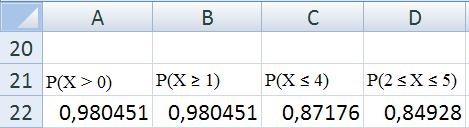 A B C D
20
21 P(X > 0) P(X ≥ 1) P(X ≤ 4) P(2 ≤ X ≤ 5)
22 0,980451 0,980451 0,87176 0,84928